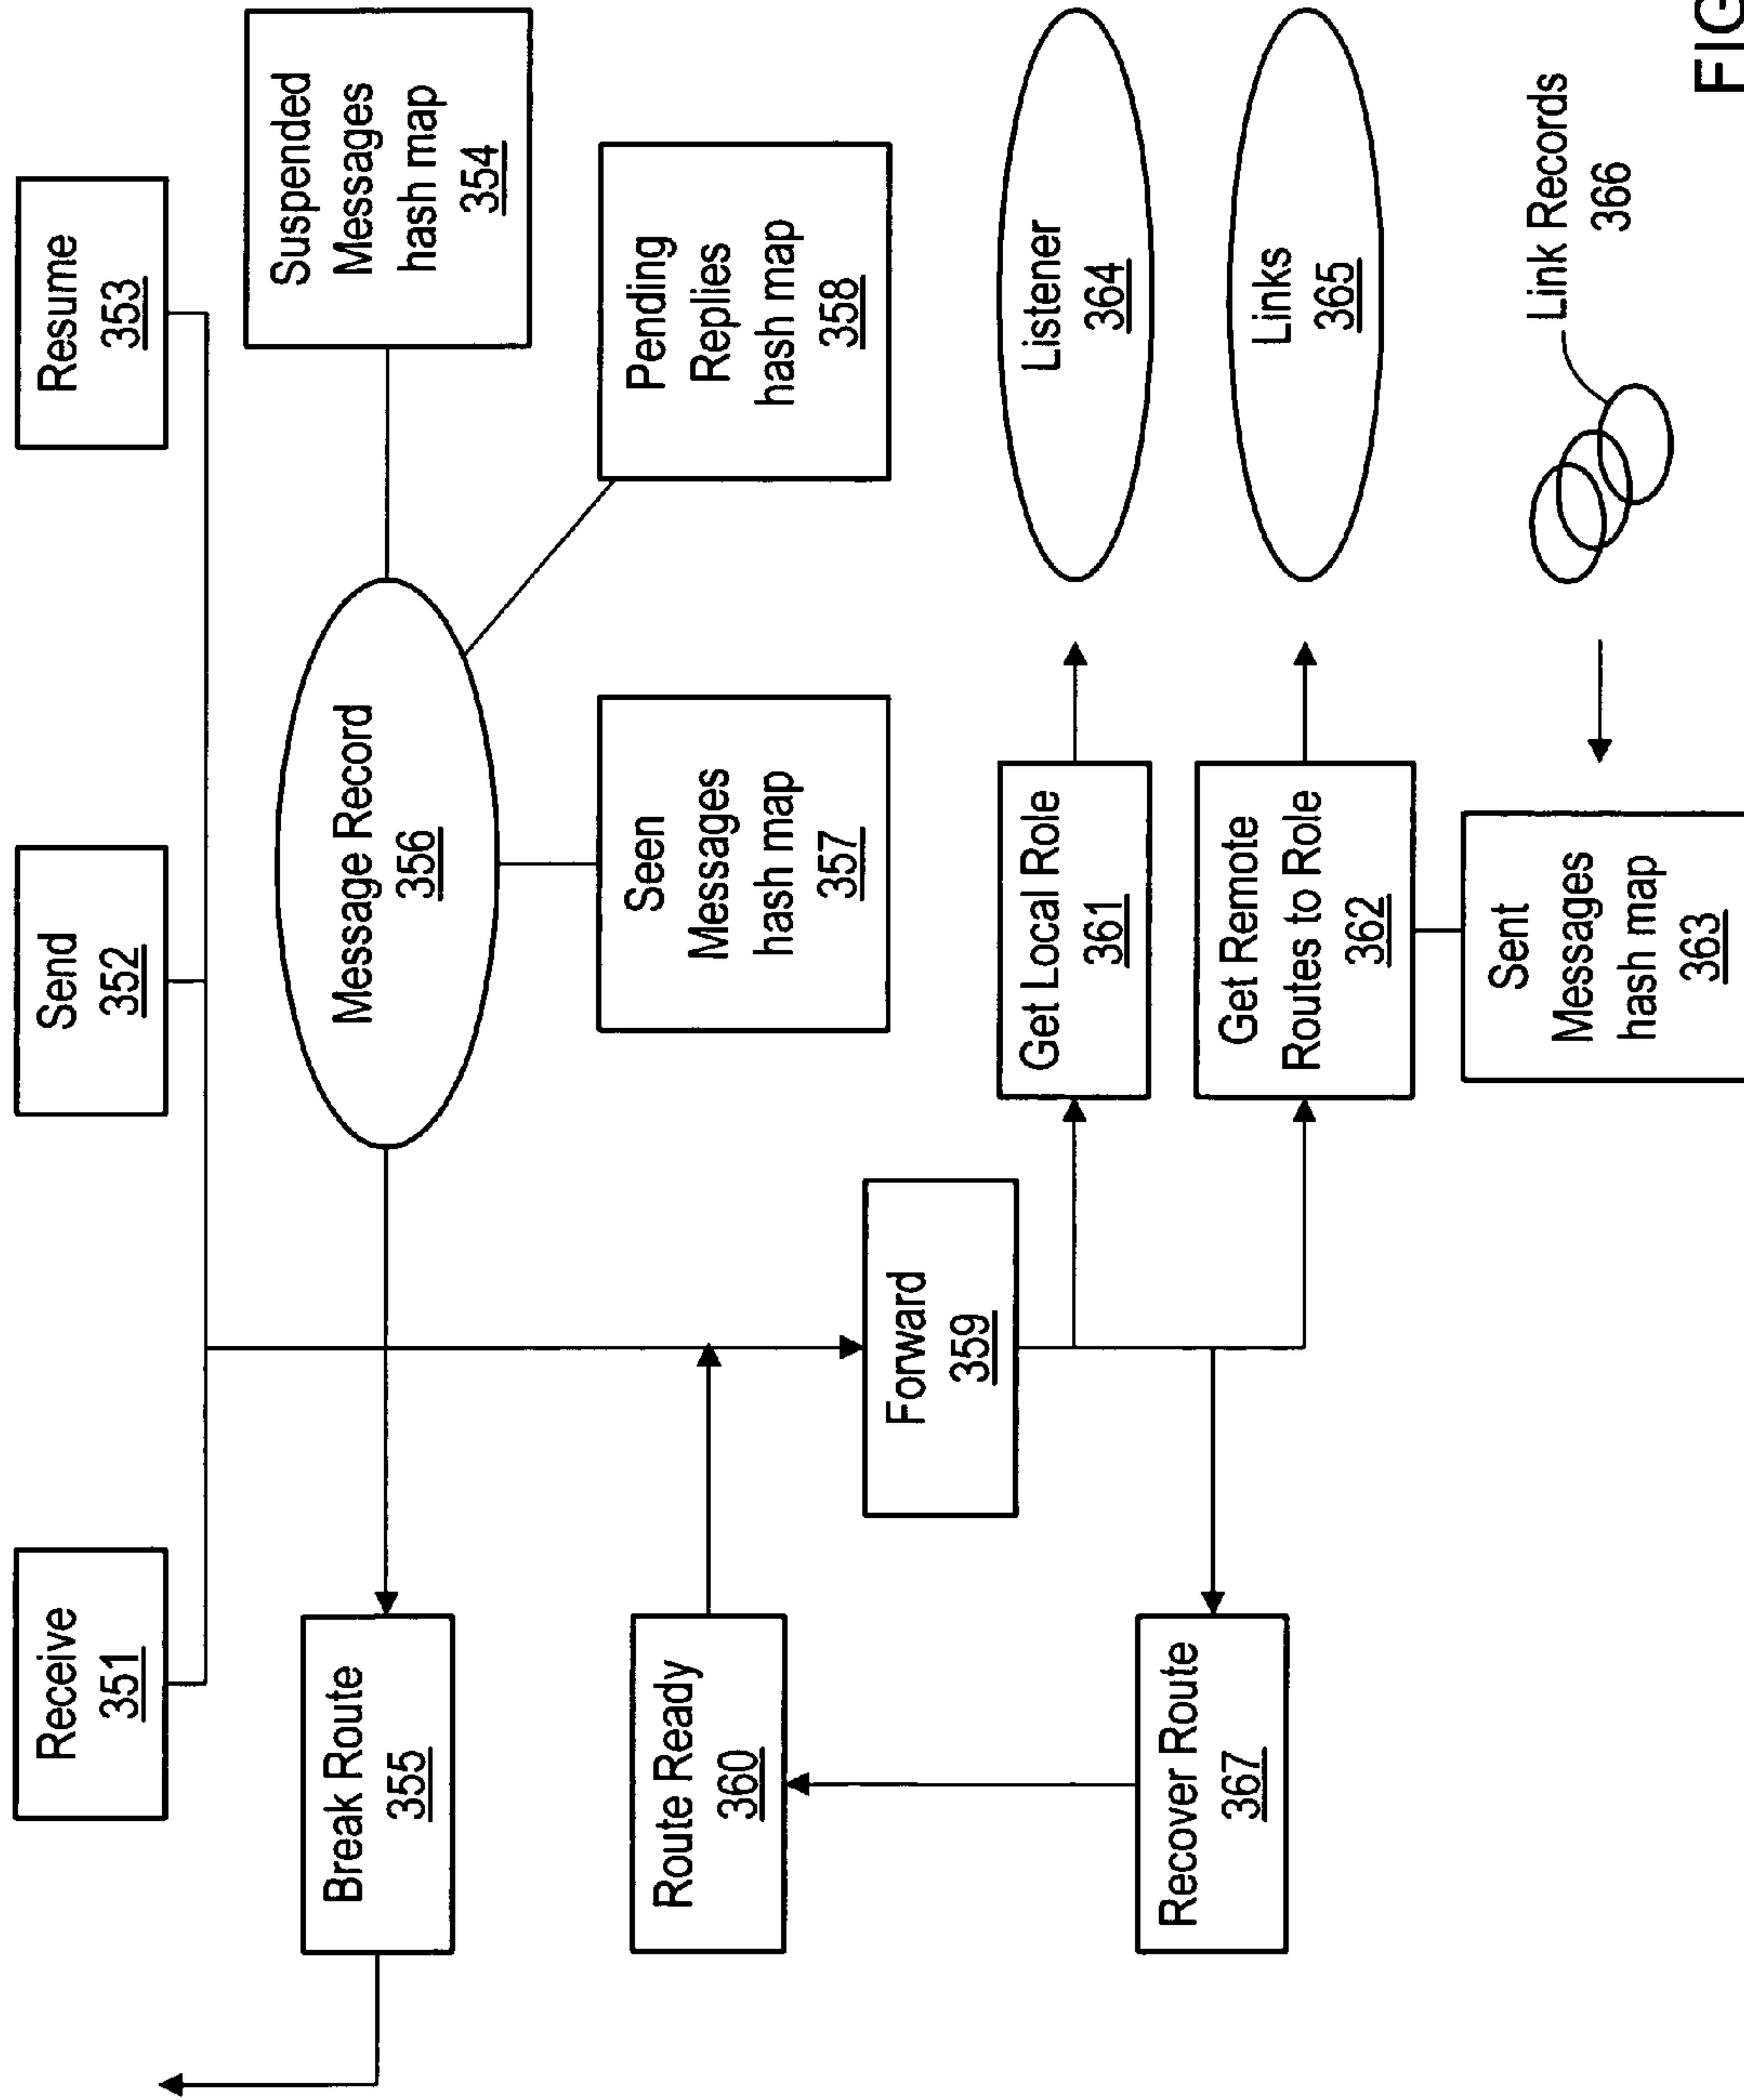 Receive
351
Send
352
Resume
353
Suspended
Messages
hash map
354
Break Route
355
Message Record
356
Seen
Messages
hash map
357
Pending
Replies
hash map
358
Route Ready
360
Forward
359
Get Local Role
361
Listener
364
Recover Route
367
Get Remote
Routes to Role
362
Links
365
Sent
Messages
hash map
363
Link Records
366
FIG